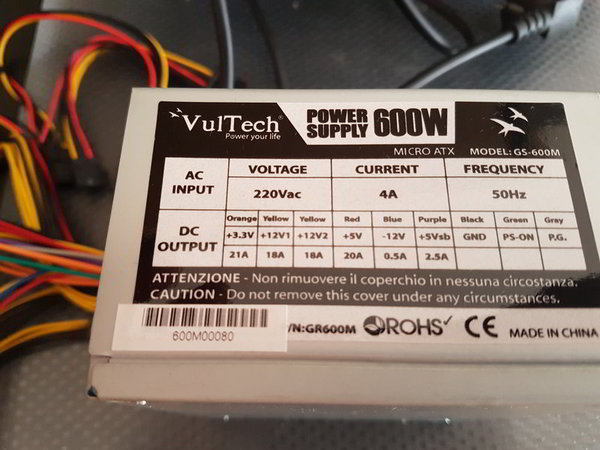 VulTech®
Power your life
POWER SUPPLY 600W
MICRO ATX MODEL: GS-600M
AC INPUT VOLTAGE CURRENT FREQUENCY
220Vac 4A 50Hz
DC OUTPUT Orange Yellow Yellow Red Blue Purple Black Green Gray
+3.3V +12V1 +12V2 +5V -12V +5Vsb GND PS-ON P.G.
21A 18A 18A 20A 0.5A 2.5A
ATTENZIONE - Non rimuovere il coperchio in nessuna circostanza.
CAUTION - Do not remove this cover under any circumstances.
600M00080
/N:GR600M ROHS CE MADE IN CHINA